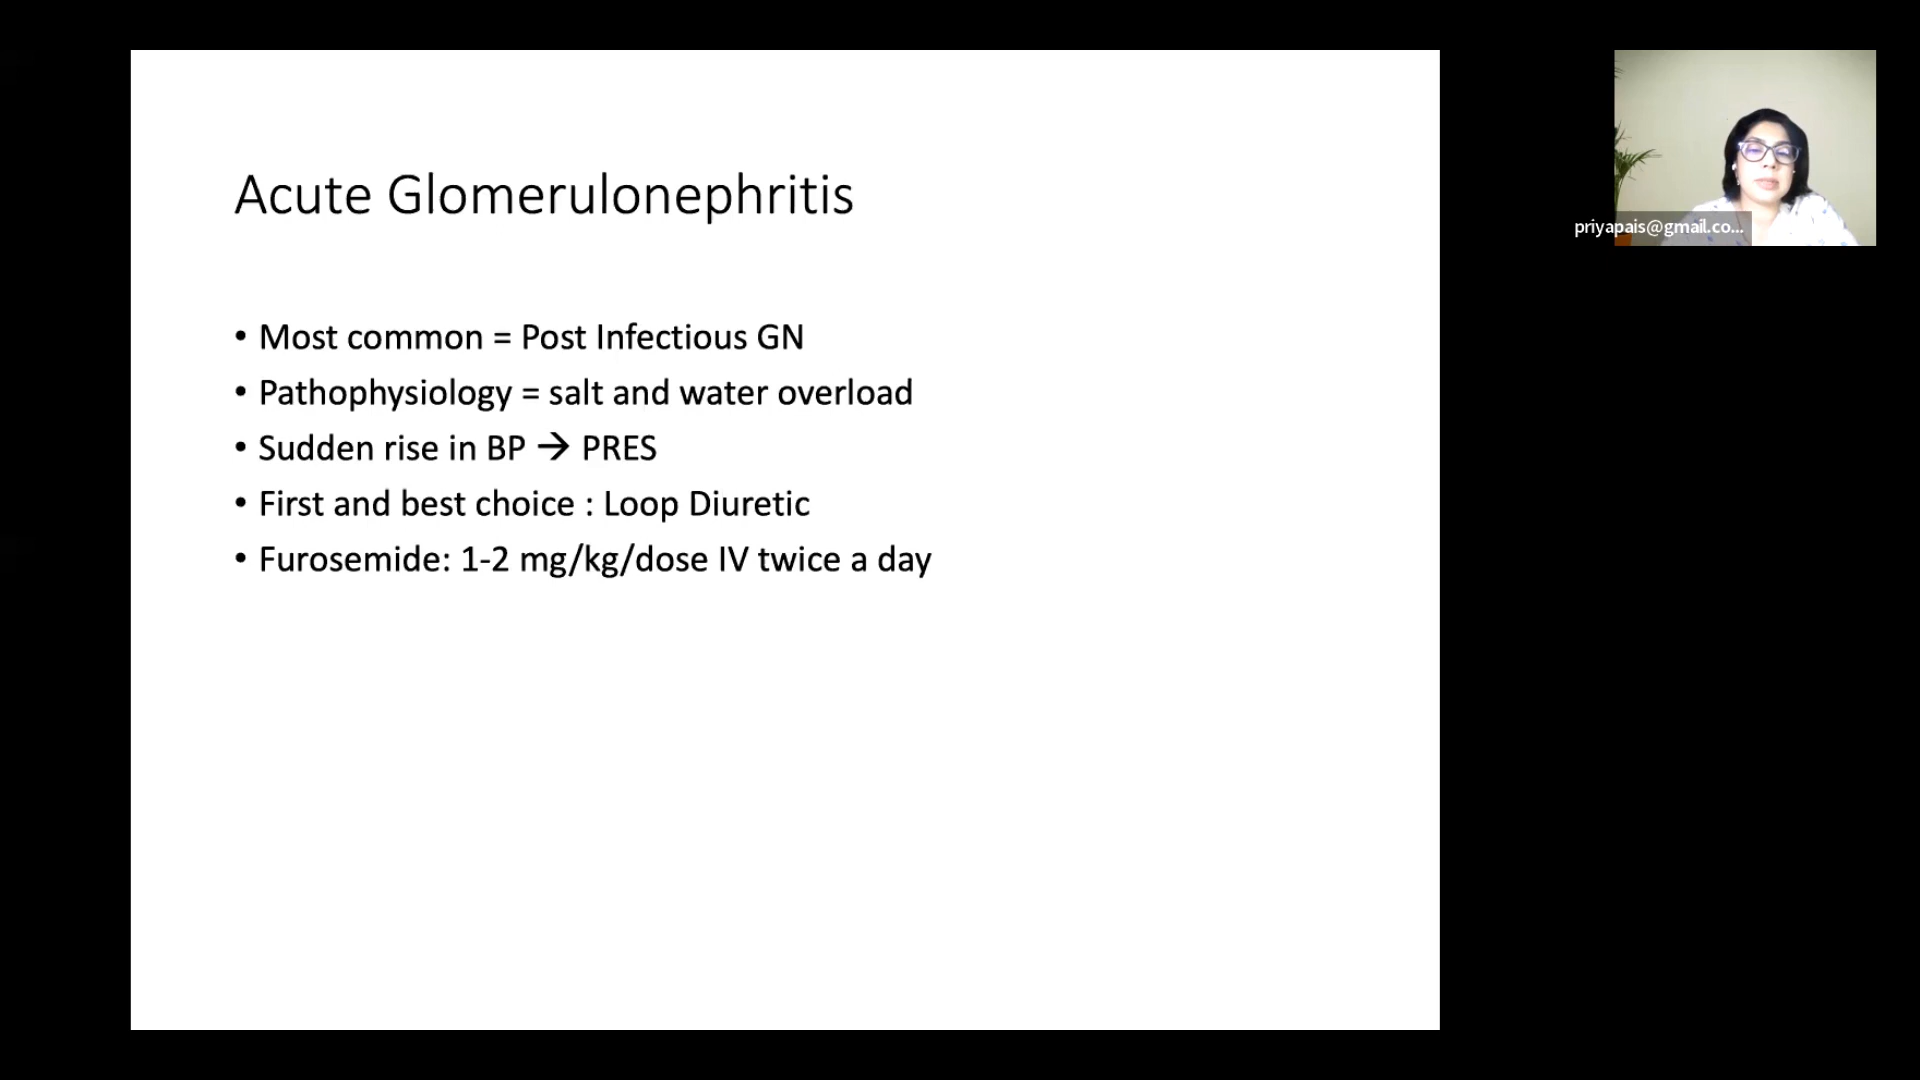 Acute Glomerulonephritis
• Most common = Post Infectious GN
• Pathophysiology = salt and water overload
• Sudden rise in BP → PRES
• First and best choice : Loop Diuretic
• Furosemide: 1-2 mg/kg/dose IV twice a day
priyapais@gmail.co...